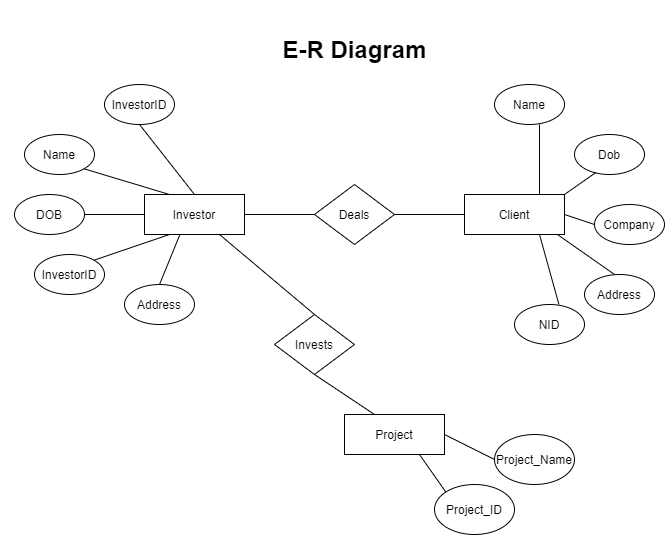 E-R Diagram
InvestorID
Name
Name
Dob
DOB
Investor
Deals
Client
Company
InvestorID
Address
Address
NID
Invests
Project
Project_Name
Project_ID